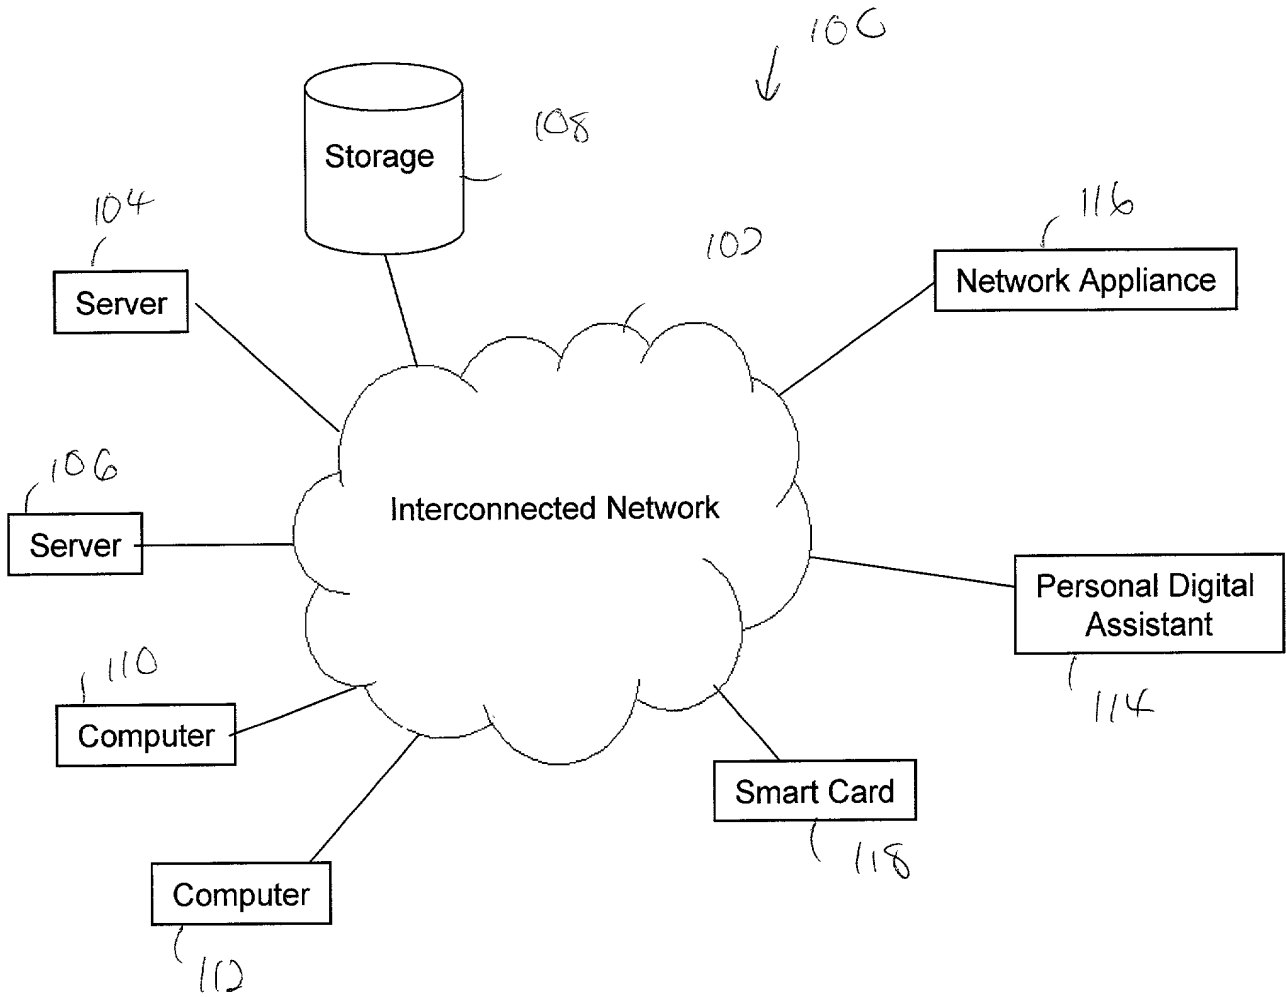 100
108
Storage
104
116
102
Network Appliance
Server
106
Interconnected Network
Server
Personal Digital
Assistant
110
114
Computer
Smart Card
118
Computer
112